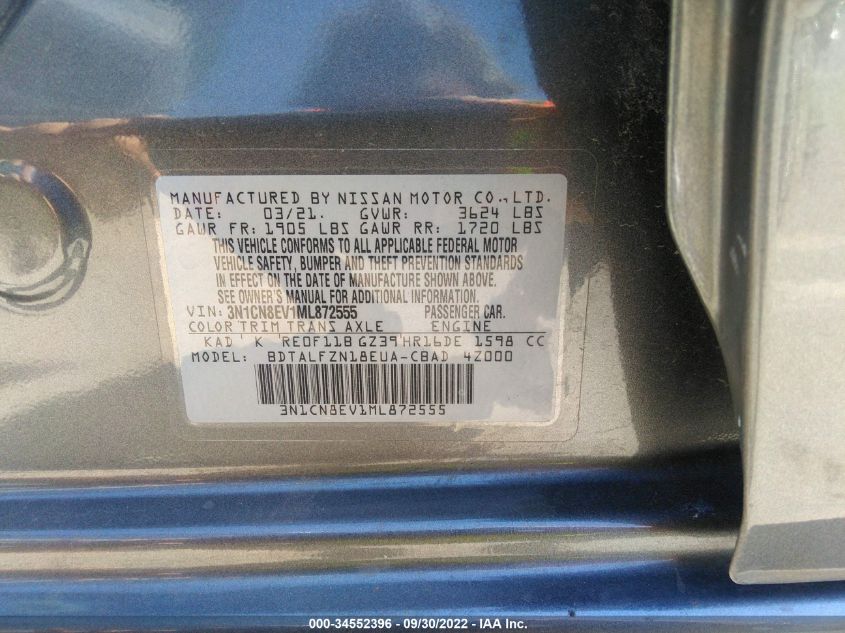 MANUFACTURED BY NISSAN MOTOR CO., LTD.
DATE: 03/21. GVWR: 3624 LBS
GAWR FR: 1905 LBS GAWR RR: 1720 LBS
THIS VEHICLE CONFORMS TO ALL APPLICABLE FEDERAL MOTOR
VEHICLE SAFETY, BUMPER AND THEFT PREVENTION STANDARDS
IN EFFECT ON THE DATE OF MANUFACTURE SHOWN ABOVE.
SEE OWNER'S MANUAL FOR ADDITIONAL INFORMATION.
VIN: 3N1CN8EV1ML872555 PASSENGER CAR.
COLOR TRIM TRANS AXLE ENGINE
KAD ' K ' RE0F11B GZ39 HR16DE 1598 CC
MODEL: BDTALFZN18EUA-CBAD 4Z000
3N1CN8EV1ML872555
000-34552396 - 09/30/2022 - IAA Inc.